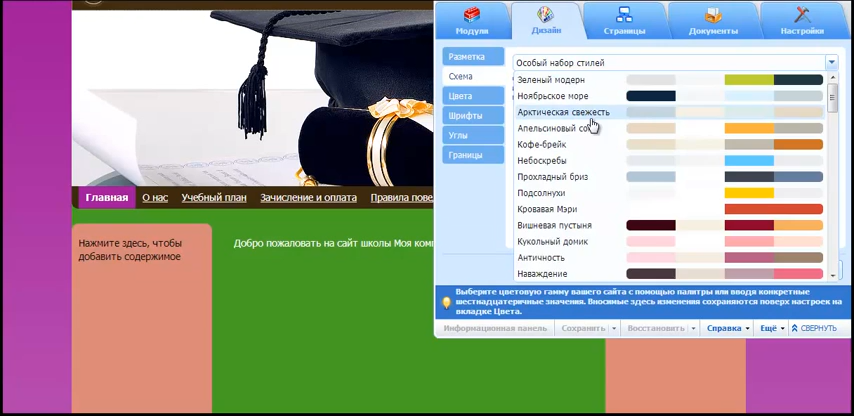 Модули
Дизайн
Страницы
Документы
Настройки
Разметка
Схема
Цвета
Шрифты
Углы
Границы
Особый набор стилей
Зеленый модерн
Ноябрьское море
Арктическая свежесть
Апельсиновый со
Кофе-брейк
Небоскребы
Прохладный бриз
Подсолнухи
Кровавая Мэри
Вишневая пустыня
Кукольный домик
Античность
Наваждение
Выберите цветовую гамму вашего сайта с помощью палитры или вводя конкретные
шестнадцатеричные значения. Вносимые здесь изменения сохраняются поверх настроек на
вкладке Цвета.
Информационная панель
Сохранить
Восстановить
Справка
Ещё
СВЕРНУТЬ
Главная
О нас
Учебный план
Зачисление и оплата
Правила пове
Нажмите здесь, чтобы
добавить содержимое
Добро пожаловать на сайт школы Моя комп